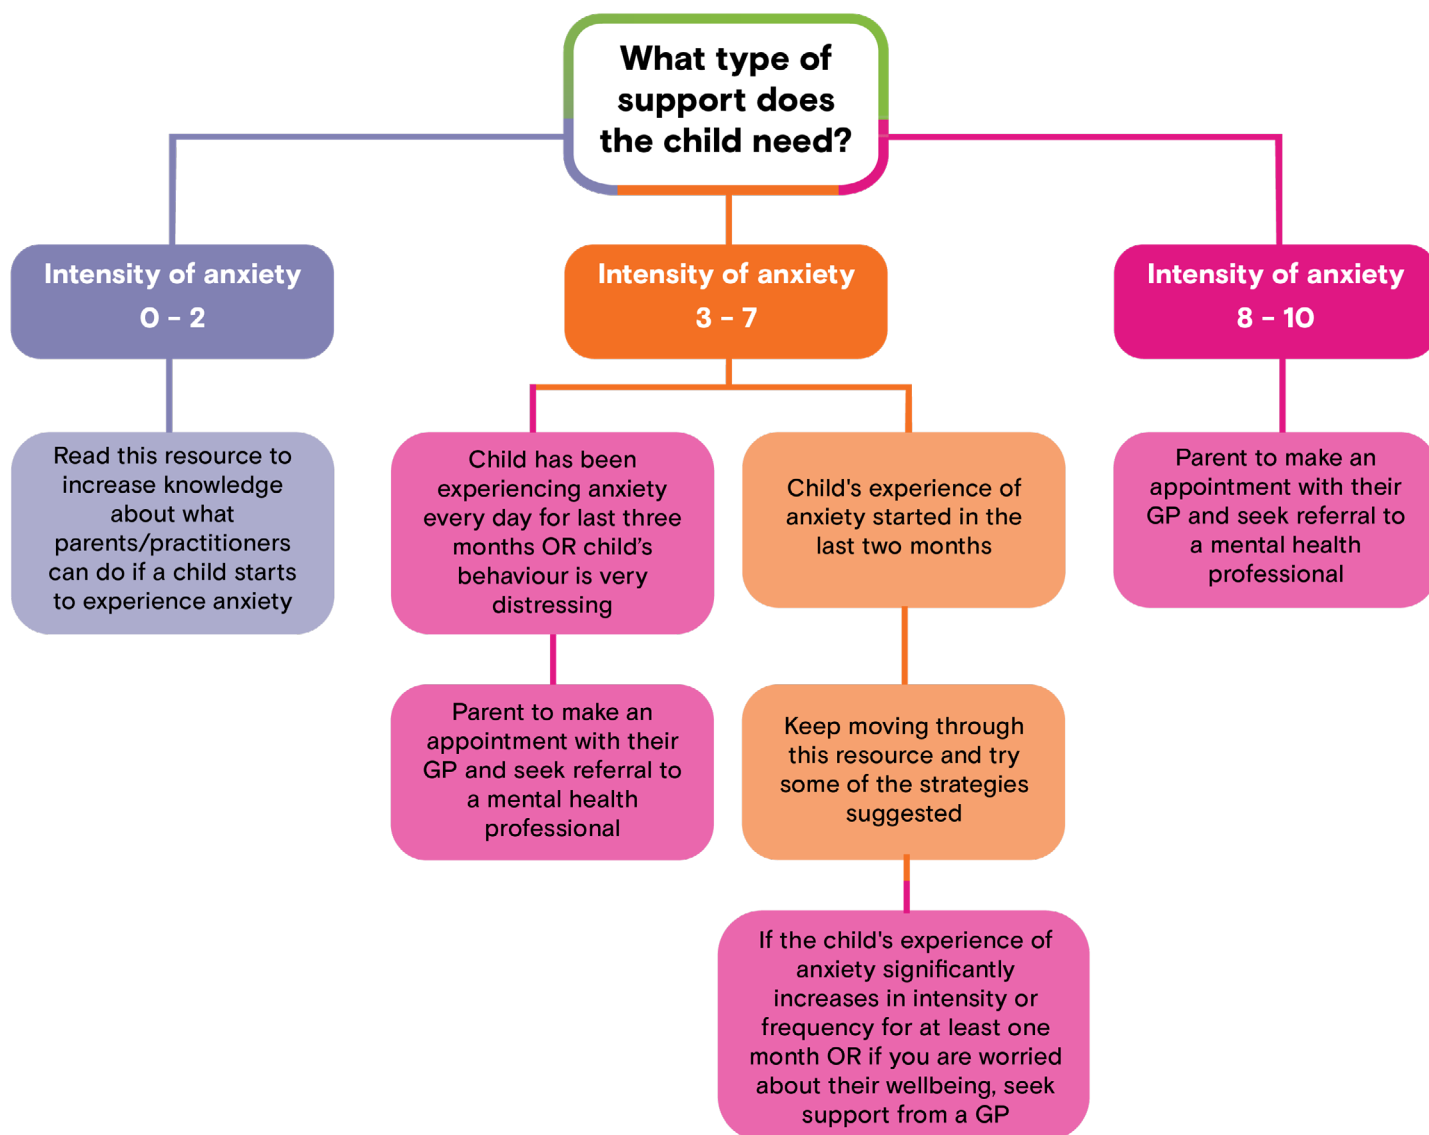 What type of
support does
the child need?
Intensity of anxiety
0 – 2
Intensity of anxiety
3 – 7
Intensity of anxiety
8 – 10
Read this resource to
increase knowledge
about what
parents/practitioners
can do if a child starts
to experience anxiety
Child has been
experiencing anxiety
every day for last three
months OR child’s
behaviour is very
distressing
Child's experience of
anxiety started in the
last two months
Parent to make an
appointment with their
GP and seek referral to
a mental health
professional
Parent to make an
appointment with their
GP and seek referral to
a mental health
professional
Keep moving through
this resource and try
some of the strategies
suggested
If the child's experience of
anxiety significantly
increases in intensity or
frequency for at least one
month OR if you are worried
about their wellbeing, seek
support from a GP